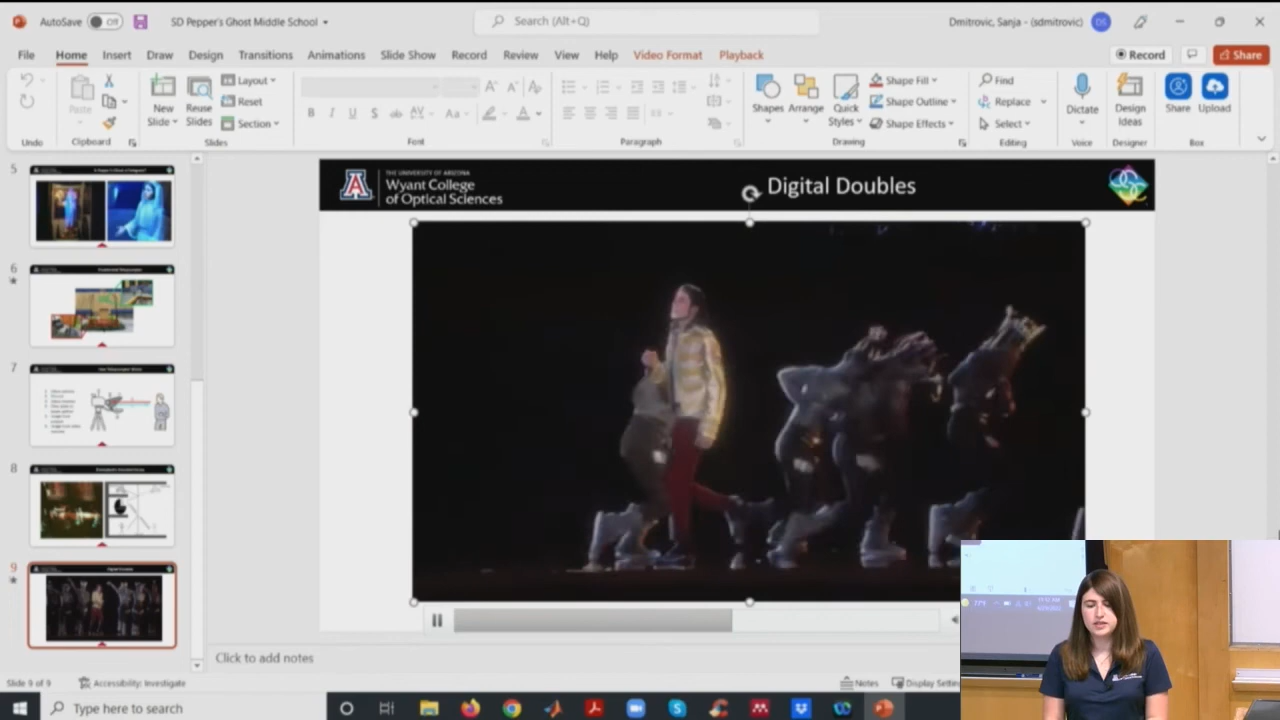 AutoSave Off SD Pepper's Ghost Middle School Search (Alt+Q) Dmitrovic, Sanja - (sdmitrovic) DS
File Home Insert Draw Design Transitions Animations Slide Show Record Review View Help Video Format Playback Record Share
Paste
New Slide
Reuse Slides
Layout
Reset
Section
B I U S ab AV Aa A
Shapes
Arrange
Quick Styles
Shape Fill
Shape Outline
Shape Effects
Find
Replace
Select
Dictate
Design Ideas
Share
Upload
Undo Clipboard Slides Font Paragraph Drawing Editing Voice Designer Box
5
6
7
8
9
THE UNIVERSITY OF ARIZONA
Wyant College
of Optical Sciences
Digital Doubles
Click to add notes
Slide 9 of 9 Accessibility: Investigate Notes Display Settin
Type here to search